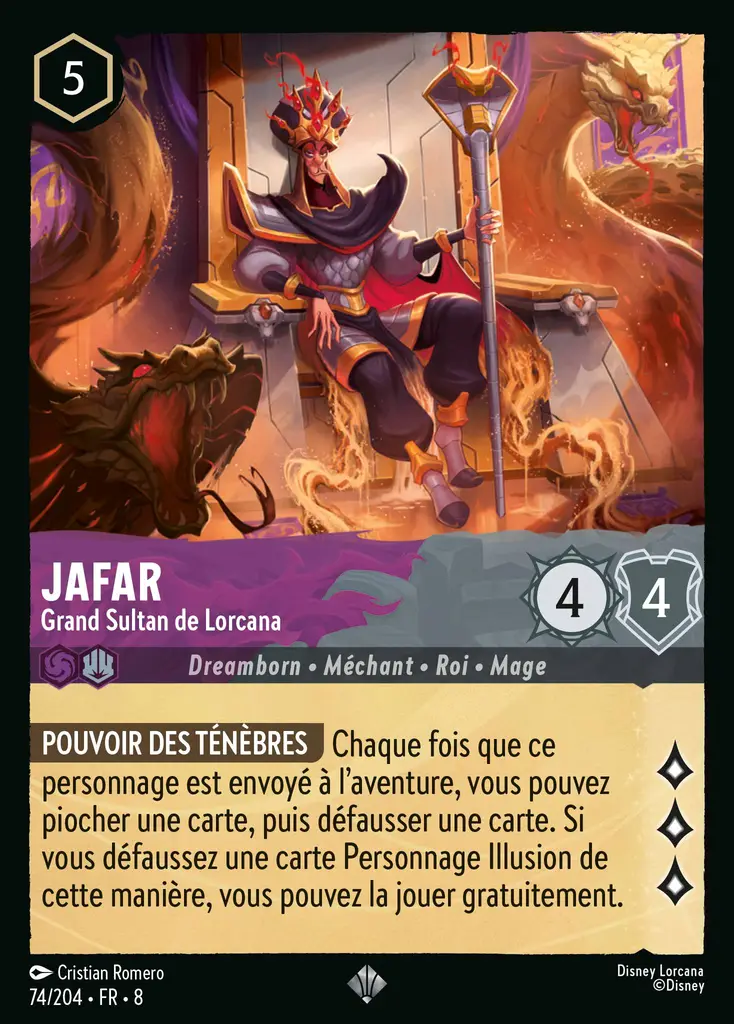 5
JAFAR
Grand Sultan de Lorcana
4
4
Dreamborn • Méchant • Roi • Mage
POUVOIR DES TÉNÈBRES Chaque fois que ce
personnage est envoyé à l’aventure, vous pouvez
piocher une carte, puis défausser une carte. Si
vous défaussez une carte Personnage Illusion de
cette manière, vous pouvez la jouer gratuitement.
Cristian Romero
74/204 • FR • 8
Disney Lorcana
©Disney